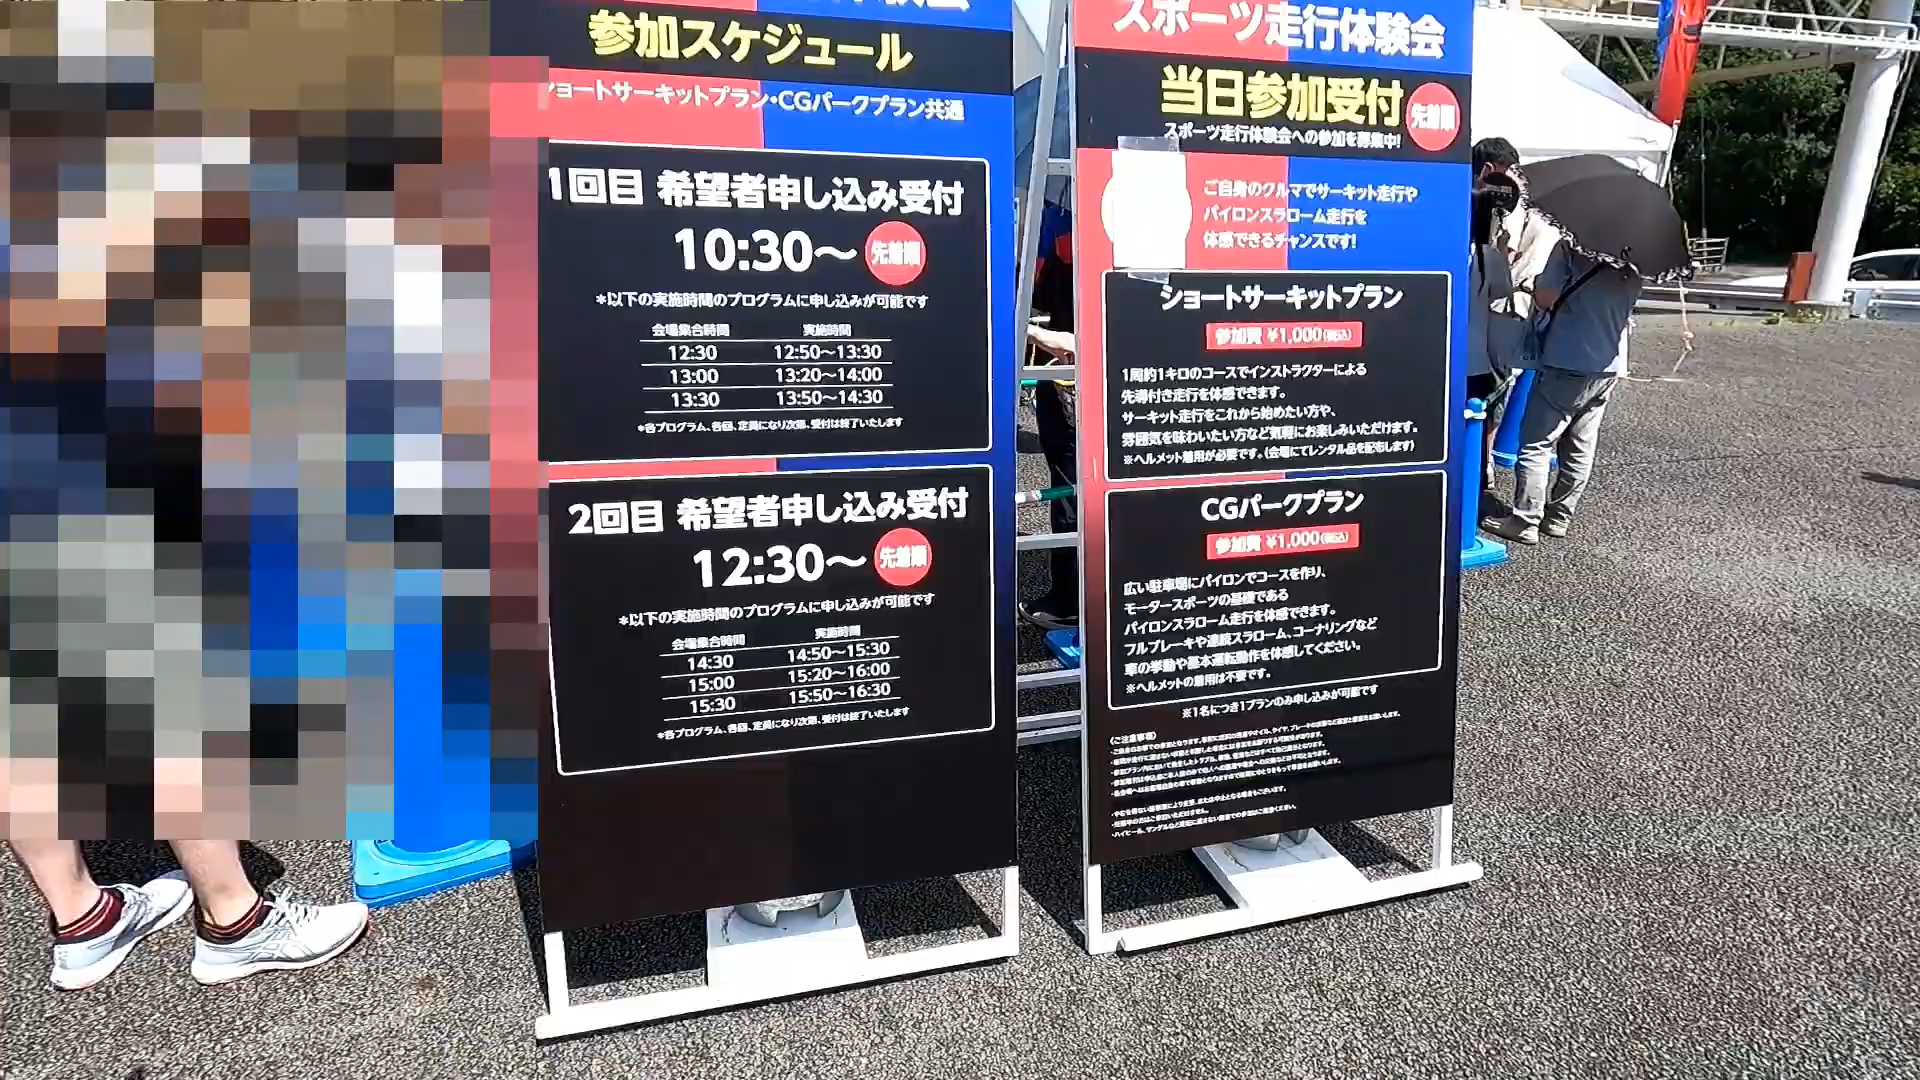 参加スケジュール
ショートサーキットプラン・CGパークプラン共通
1回目 希望者申し込み受付
10:30～ 先着順
＊以下の実施時間のプログラムに申し込みが可能です
会場集合時間 実施時間
12:30 12:50～13:30
13:00 13:20～14:00
13:30 13:50～14:30
＊各プログラム、各回、定員になり次第、受付は終了いたします
2回目 希望者申し込み受付
12:30～ 先着順
＊以下の実施時間のプログラムに申し込みが可能です
会場集合時間 実施時間
14:30 14:50～15:30
15:00 15:20～16:00
15:30 15:50～16:30
＊各プログラム、各回、定員になり次第、受付は終了いたします
スポーツ走行体験会
当日参加受付 先着順
スポーツ走行体験会への参加を募集中!
ご自身のクルマでサーキット走行や
パイロンスラローム走行を
体感できるチャンスです!
ショートサーキットプラン
参加費 ¥1,000(税込)
1周約1キロのコースでインストラクターによる
先導付き走行を体感できます。
サーキット走行をこれから始めたい方や、
雰囲気を味わいたい方など気軽にお楽しみいただけます。
※ヘルメット着用が必要です。(会場にてレンタル品を配布します)
CGパークプラン
参加費 ¥1,000(税込)
広い駐車場にパイロンでコースを作り、
モータースポーツの基礎である
パイロンスラローム走行を体感できます。
フルブレーキや連続スラローム、コーナリングなど
車の挙動や基本運転動作を体感してください。
※ヘルメットの着用は不要です。
※1名につき1プランのみ申し込みが可能です
(ご注意事項)